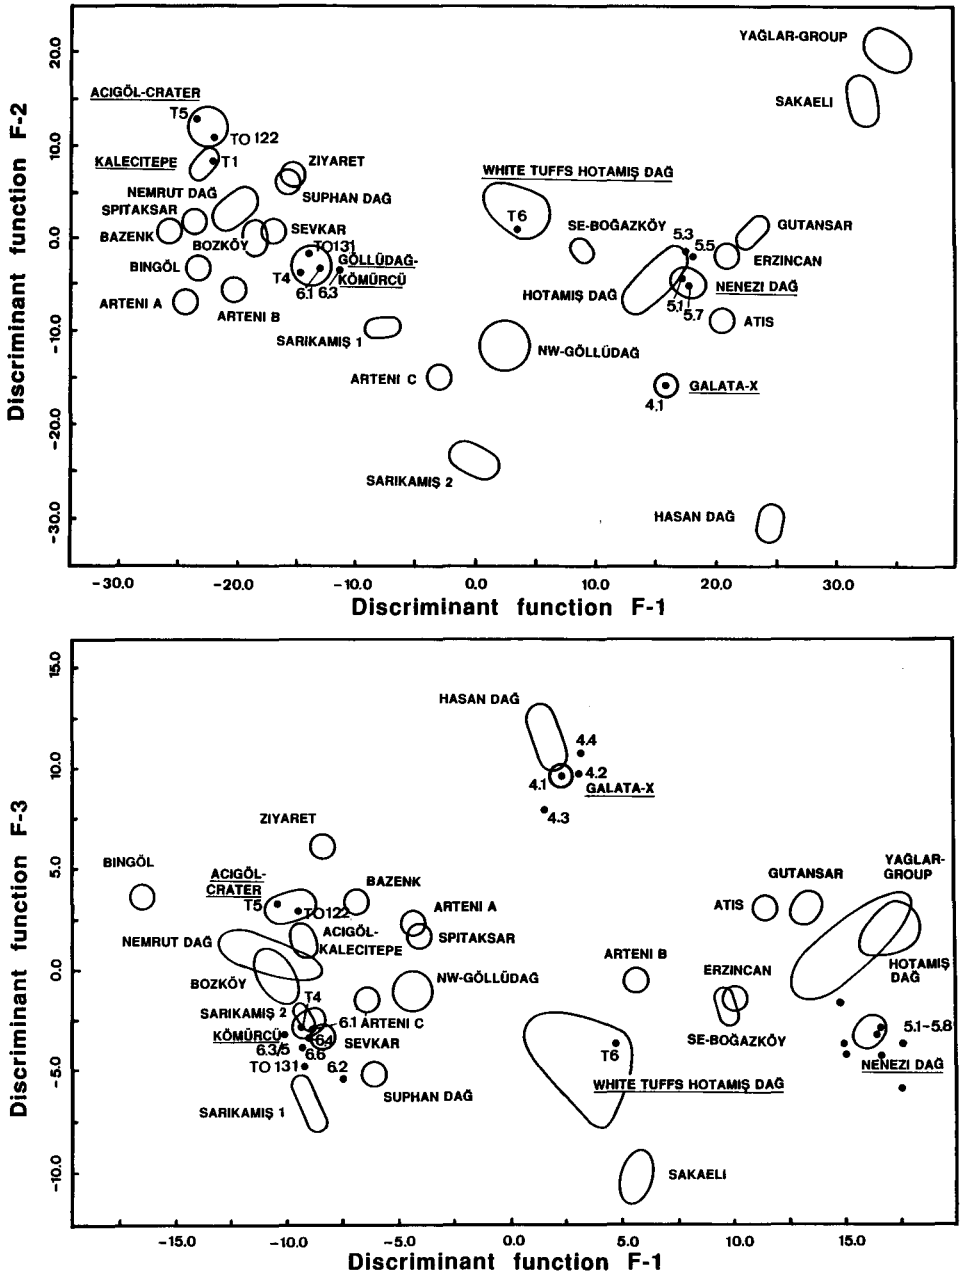 Discriminant function F-2
20.0
10.0
0.0
-10.0
-20.0
-30.0
YAĞLAR-GROUP
SAKAELI
ACIGÖL-CRATER
T5
TO 122
KALECITEPE
T1
ZIYARET
NEMRUT DAĞ
SUPHAN DAĞ
SPITAKSAR
BAZENK
BOZKÖY
SEVKAR
TO131
BINGÖL
T4
GÖLLÜDAĞ-
KÖMÜRCÜ
6.1
6.3
ARTENI A
ARTENI B
WHITE TUFFS HOTAMIŞ DAĞ
T6
SE-BOĞAZKÖY
GUTANSAR
5.3
5.5
ERZINCAN
HOTAMIŞ DAĞ
NENEZI DAĞ
5.1
5.7
ATIS
SARIKAMIŞ 1
NW-GÖLLÜDAĞ
ARTENI C
GALATA-X
4.1
SARIKAMIŞ 2
HASAN DAĞ
-30.0
-20.0
-10.0
0.0
10.0
20.0
30.0
Discriminant function F-1
Discriminant function F-3
15.0
10.0
5.0
0.0
-5.0
-10.0
HASAN DAĞ
4.4
4.1
4.2
GALATA-X
4.3
ZIYARET
BINGÖL
ACIGÖL-
CRATER
T5
TO122
BAZENK
ARTENI A
SPITAKSAR
ACIGÖL-
KALECITEPE
NEMRUT DAĞ
BOZKÖY
NW-GÖLLÜDAĞ
T4
SARIKAMIŞ 2
6.1
ARTENI C
KÖMÜRCÜ
6.4
SEVKAR
6.3/5
6.6
TO 131
6.2
SUPHAN DAĞ
SARIKAMIŞ 1
YAĞLAR-
GROUP
GUTANSAR
ATIS
HOTAMIŞ
DAĞ
ARTENI B
ERZINCAN
SE-BOĞAZKÖY
5.1~5.8
NENEZI DAĞ
T6
WHITE TUFFS HOTAMIŞ DAĞ
SAKAELI
-15.0
-10.0
-5.0
0.0
5.0
10.0
15.0
Discriminant function F-1